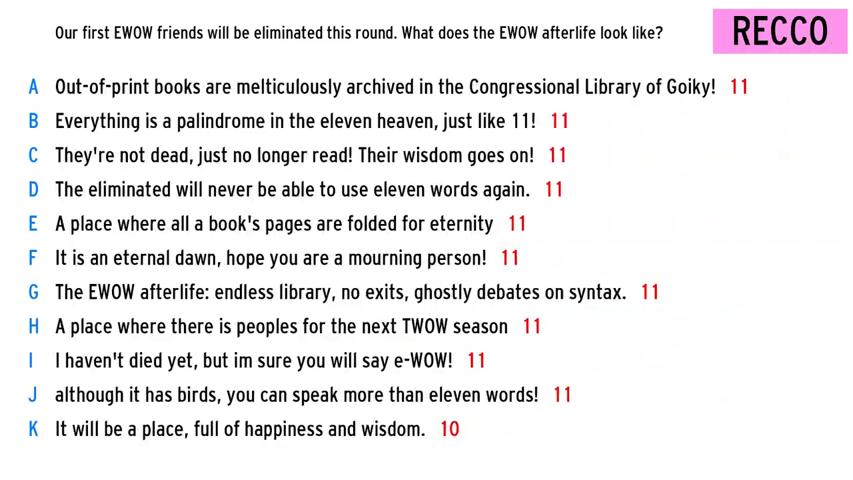 Our first EWOW friends will be eliminated this round. What does the EWOW afterlife look like?
RECCO
A Out-of-print books are melticulously archived in the Congressional Library of Goiky! 11
B Everything is a palindrome in the eleven heaven, just like 11! 11
C They're not dead, just no longer read! Their wisdom goes on! 11
D The eliminated will never be able to use eleven words again. 11
E A place where all a book's pages are folded for eternity 11
F It is an eternal dawn, hope you are a mourning person! 11
G The EWOW afterlife: endless library, no exits, ghostly debates on syntax. 11
H A place where there is peoples for the next TWOW season 11
I I haven't died yet, but im sure you will say e-WOW! 11
J although it has birds, you can speak more than eleven words! 11
K It will be a place, full of happiness and wisdom. 10